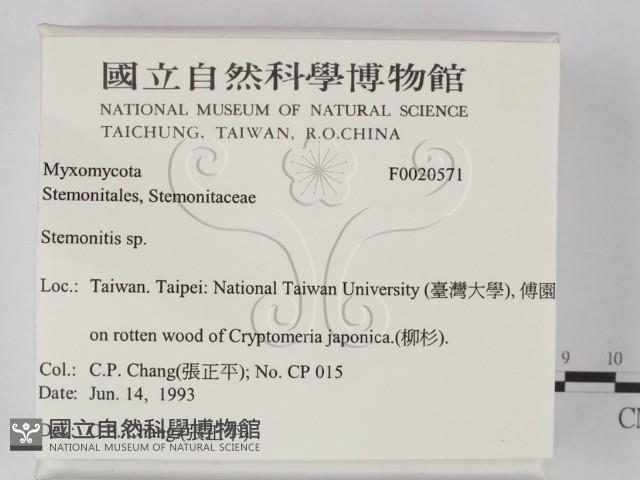 國立自然科學博物館
NATIONAL MUSEUM OF NATURAL SCIENCE
TAICHUNG, TAIWAN, R.O.CHINA
Myxomycota F0020571
Stemonitales, Stemonitaceae
Stemonitis sp.
Loc.: Taiwan. Taipei: National Taiwan University (臺灣大學), 傅園
on rotten wood of Cryptomeria japonica.(柳杉).
Col.: C.P. Chang(張正平); No. CP 015
Date: Jun. 14, 1993
國立自然科學博物館
NATIONAL MUSEUM OF NATURAL SCIENCE
9 10